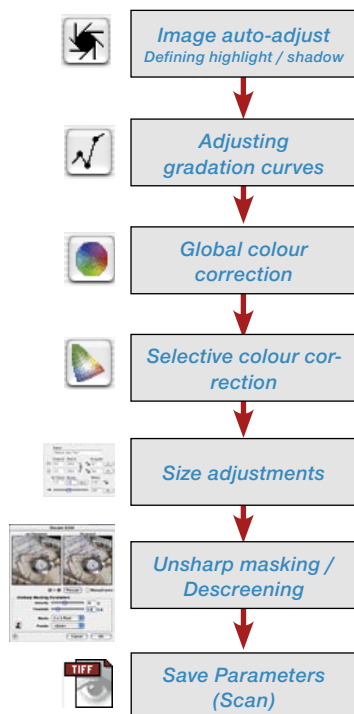 Image auto-adjust
Defining highlight / shadow
Adjusting
gradation curves
Global colour
correction
Selective colour cor-
rection
Size adjustments
Unsharp masking /
Descreening
TIFF
Save Parameters
(Scan)